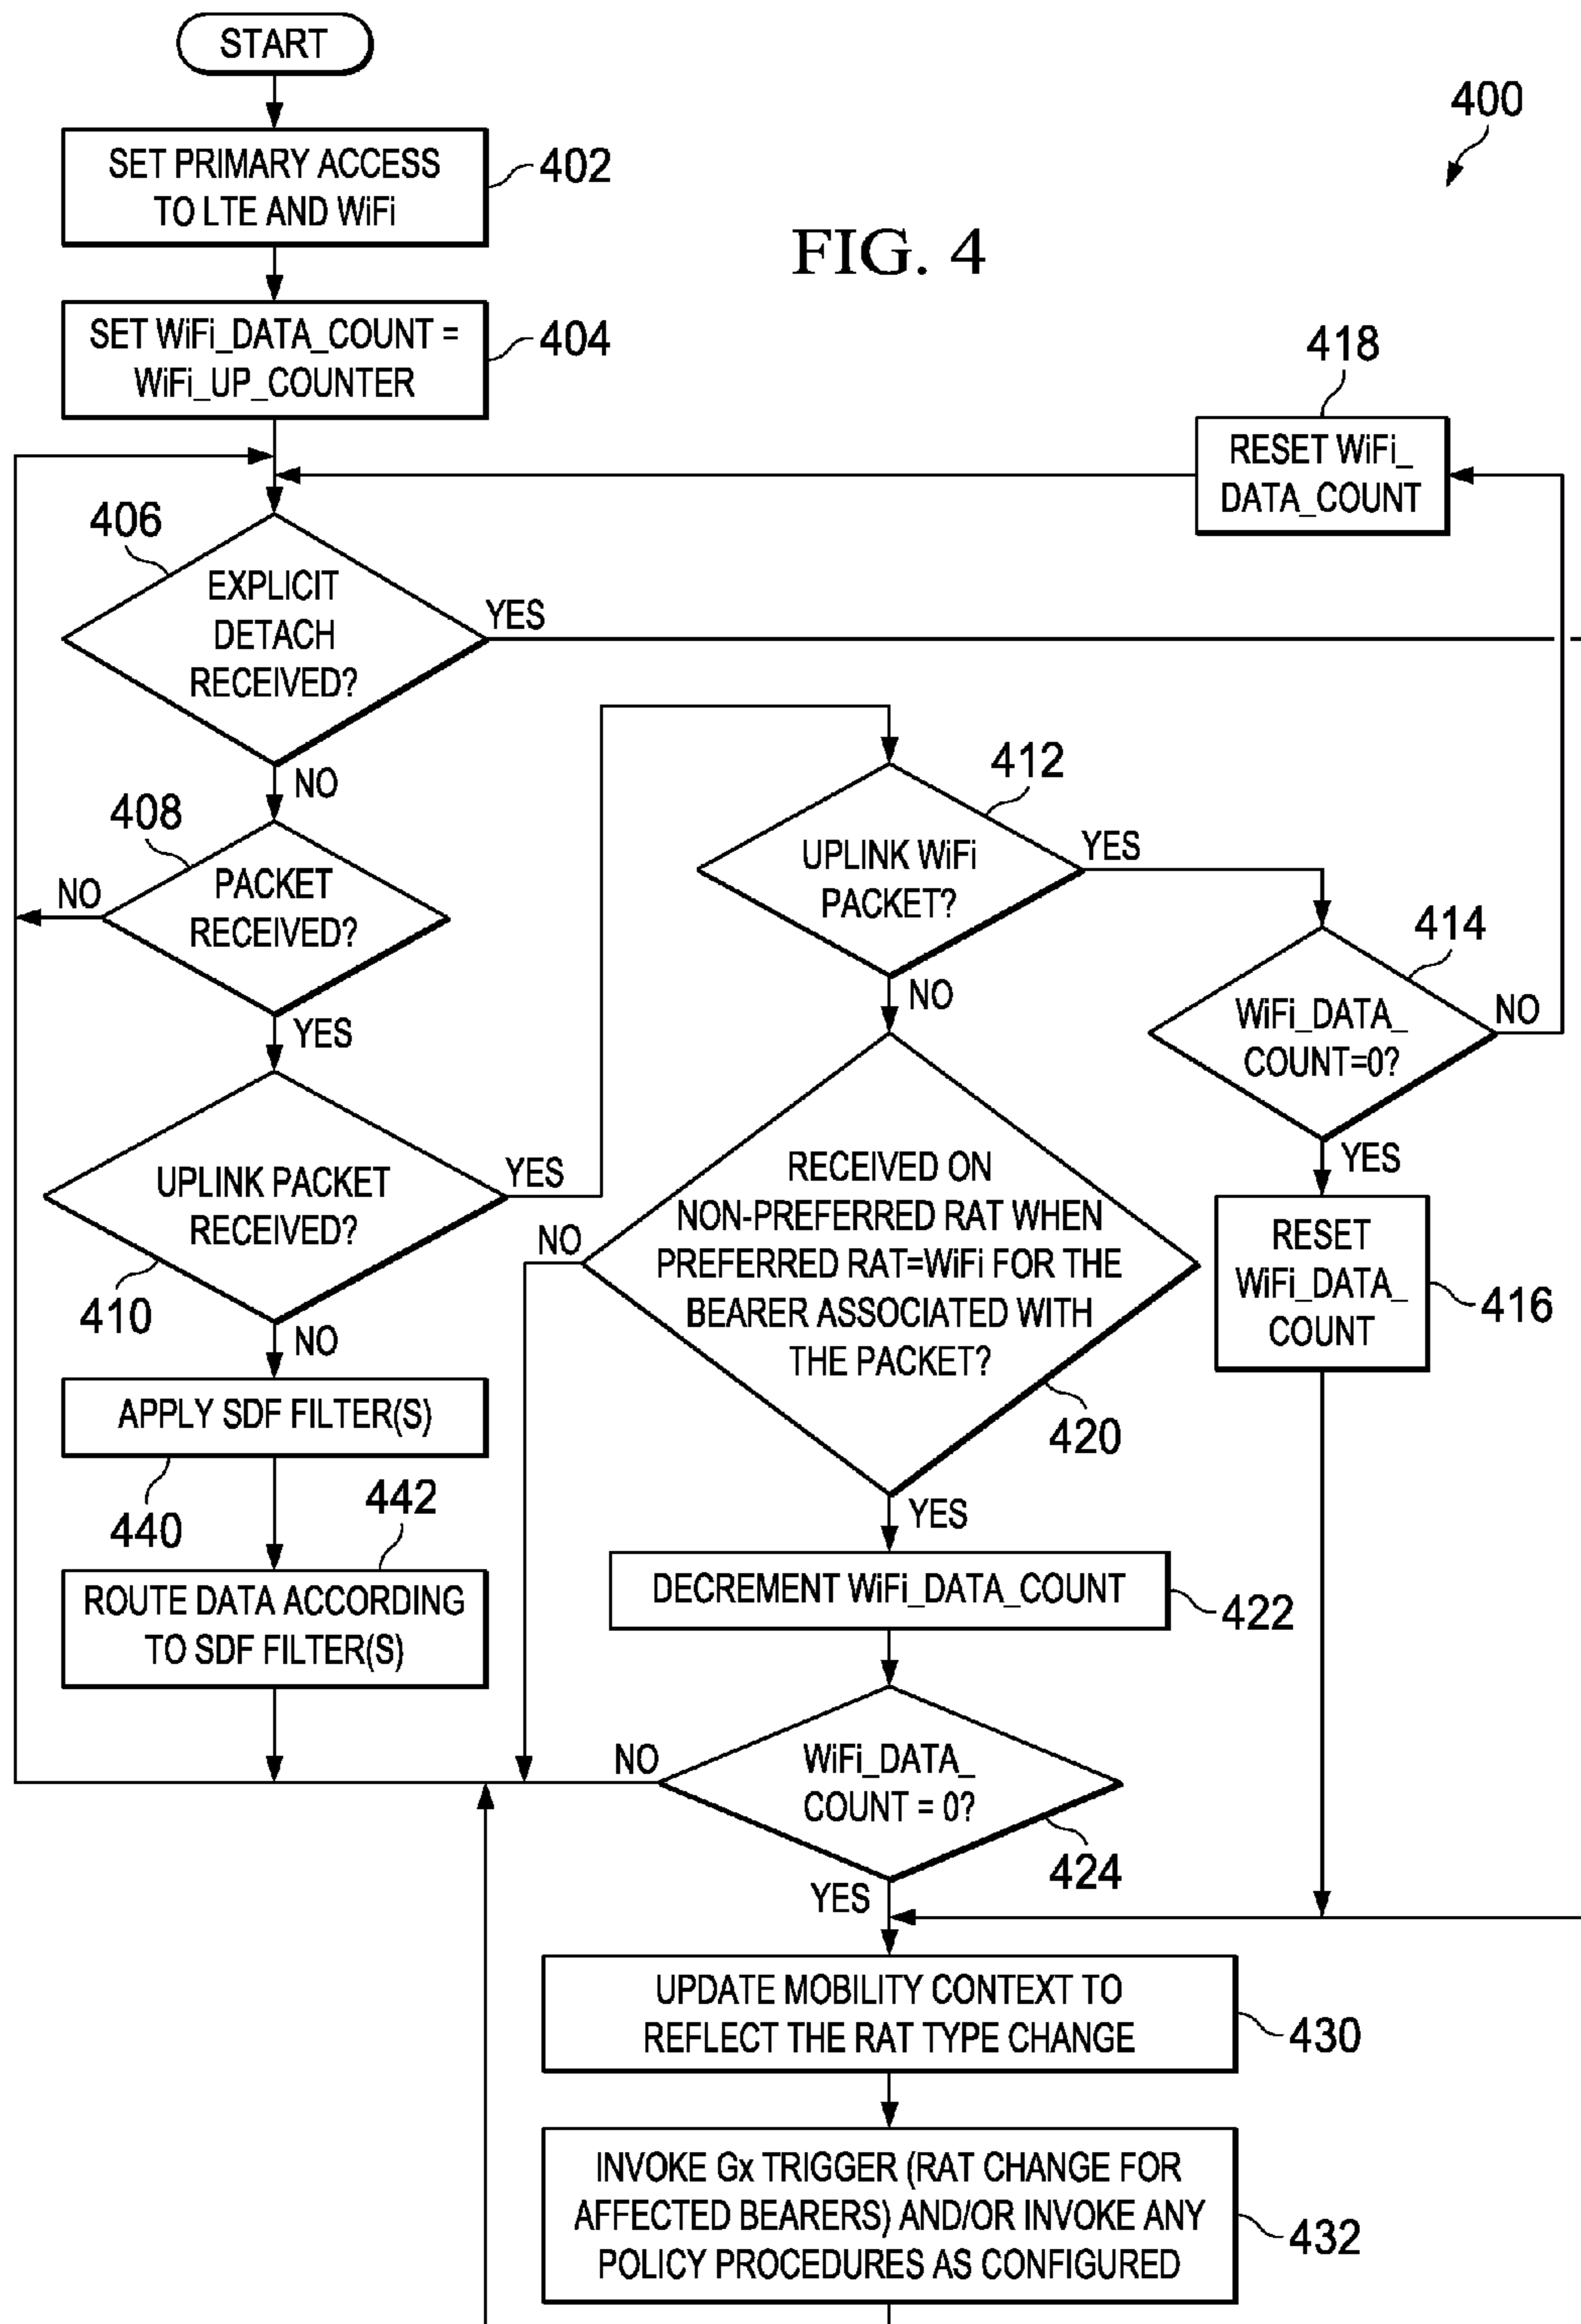 START
400
SET PRIMARY ACCESS
TO LTE AND WiFi
402
FIG. 4
SET WiFi_DATA_COUNT =
WiFi_UP_COUNTER
404
418
RESET WiFi_
DATA_COUNT
406
EXPLICIT
DETACH
RECEIVED?
YES
NO
408
PACKET
RECEIVED?
NO
YES
412
UPLINK WiFi
PACKET?
YES
NO
414
WiFi_DATA_
COUNT=0?
NO
YES
UPLINK PACKET
RECEIVED?
YES
410
NO
RECEIVED ON
NON-PREFERRED RAT WHEN
PREFERRED RAT=WiFi FOR THE
BEARER ASSOCIATED WITH
THE PACKET?
NO
420
YES
RESET
WiFi_DATA_
COUNT
416
APPLY SDF FILTER(S)
440
442
ROUTE DATA ACCORDING
TO SDF FILTER(S)
DECREMENT WiFi_DATA_COUNT
422
NO
WiFi_DATA_
COUNT = 0?
424
YES
UPDATE MOBILITY CONTEXT TO
REFLECT THE RAT TYPE CHANGE
430
INVOKE Gx TRIGGER (RAT CHANGE FOR
AFFECTED BEARERS) AND/OR INVOKE ANY
POLICY PROCEDURES AS CONFIGURED
432